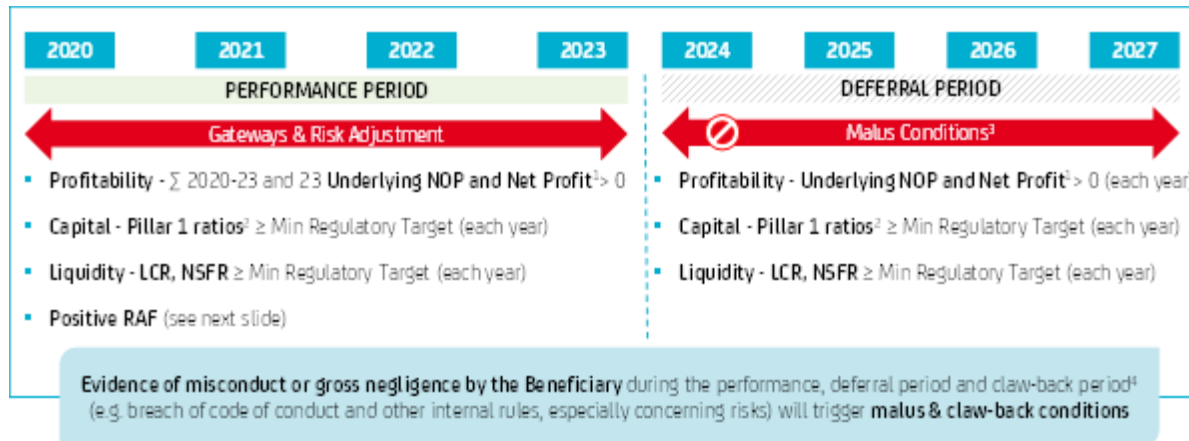 2020 2021 2022 2023 2024 2025 2026 2027
PERFORMANCE PERIOD
Gateways & Risk Adjustment
▪ Profitability - ∑ 2020-23 and 23 Underlying NOP and Net Profit¹> 0
▪ Capital - Pillar 1 ratios² ≥ Min Regulatory Target (each year)
▪ Liquidity - LCR, NSFR ≥ Min Regulatory Target (each year)
▪ Positive RAF (see next slide)
DEFERRAL PERIOD
Malus Conditions³
▪ Profitability - Underlying NOP and Net Profit¹> 0 (each year)
▪ Capital - Pillar 1 ratios² ≥ Min Regulatory Target (each year)
▪ Liquidity - LCR, NSFR ≥ Min Regulatory Target (each year)
Evidence of misconduct or gross negligence by the Beneficiary during the performance, deferral period and claw-back period⁴
(e.g. breach of code of conduct and other internal rules, especially concerning risks) will trigger malus & claw-back conditions